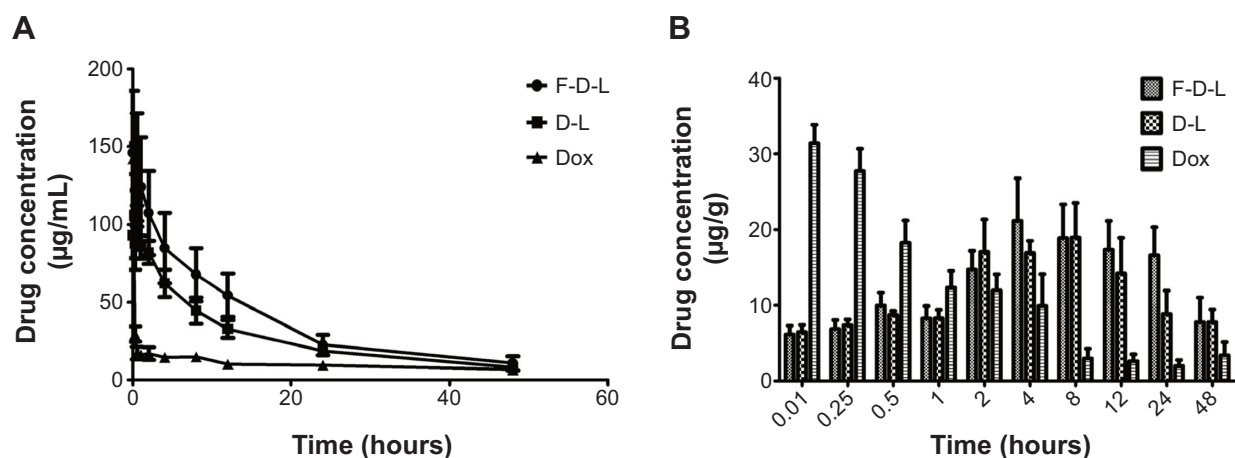 A
Drug concentration
(µg/mL)
200
150
100
50
0
0
20
40
60
Time (hours)
F-D-L
D-L
Dox
B
Drug concentration
(µg/g)
40
30
20
10
0
0.01
0.25
0.5
1
2
4
8
12
24
48
Time (hours)
F-D-L
D-L
Dox